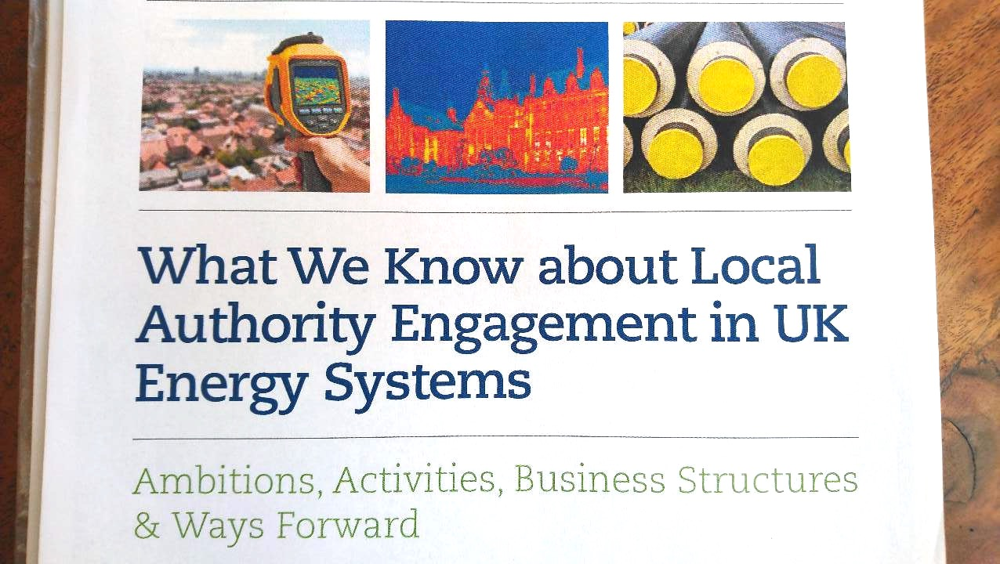 What We Know about Local
Authority Engagement in UK
Energy Systems
Ambitions, Activities, Business Structures
& Ways Forward